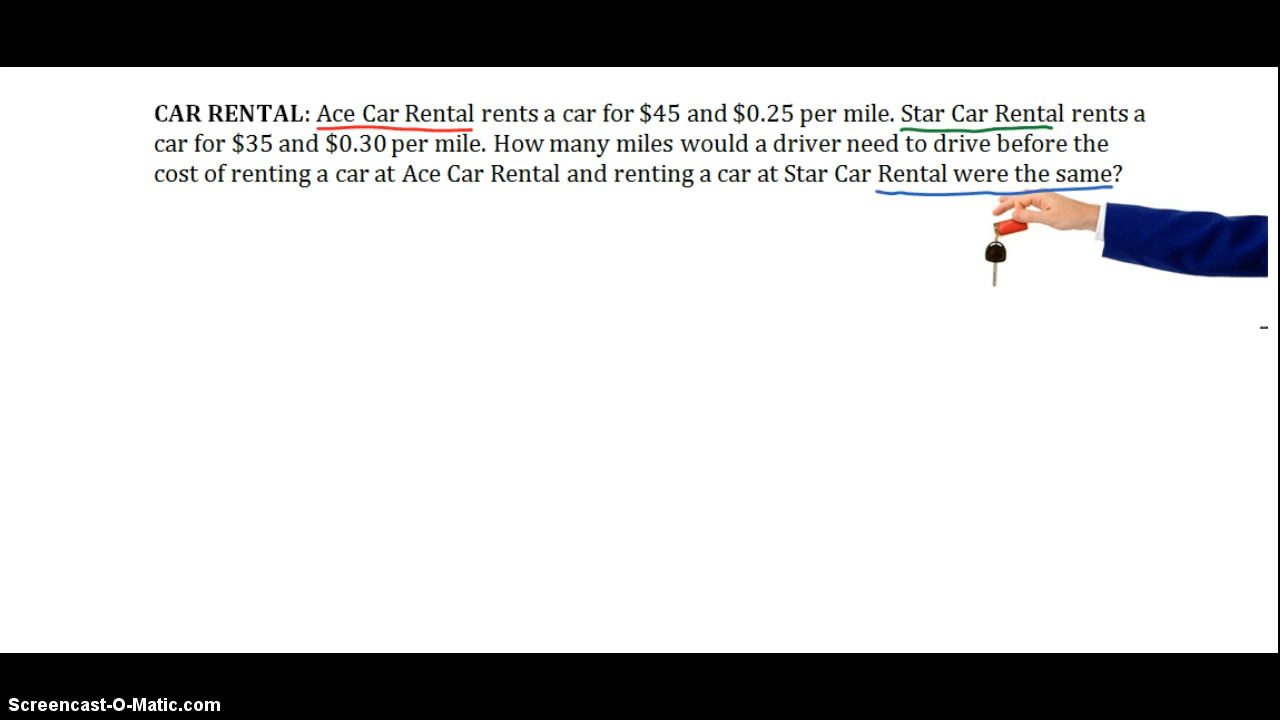 CAR RENTAL: Ace Car Rental rents a car for $45 and $0.25 per mile. Star Car Rental rents a
car for $35 and $0.30 per mile. How many miles would a driver need to drive before the
cost of renting a car at Ace Car Rental and renting a car at Star Car Rental were the same?
Screencast-O-Matic.com